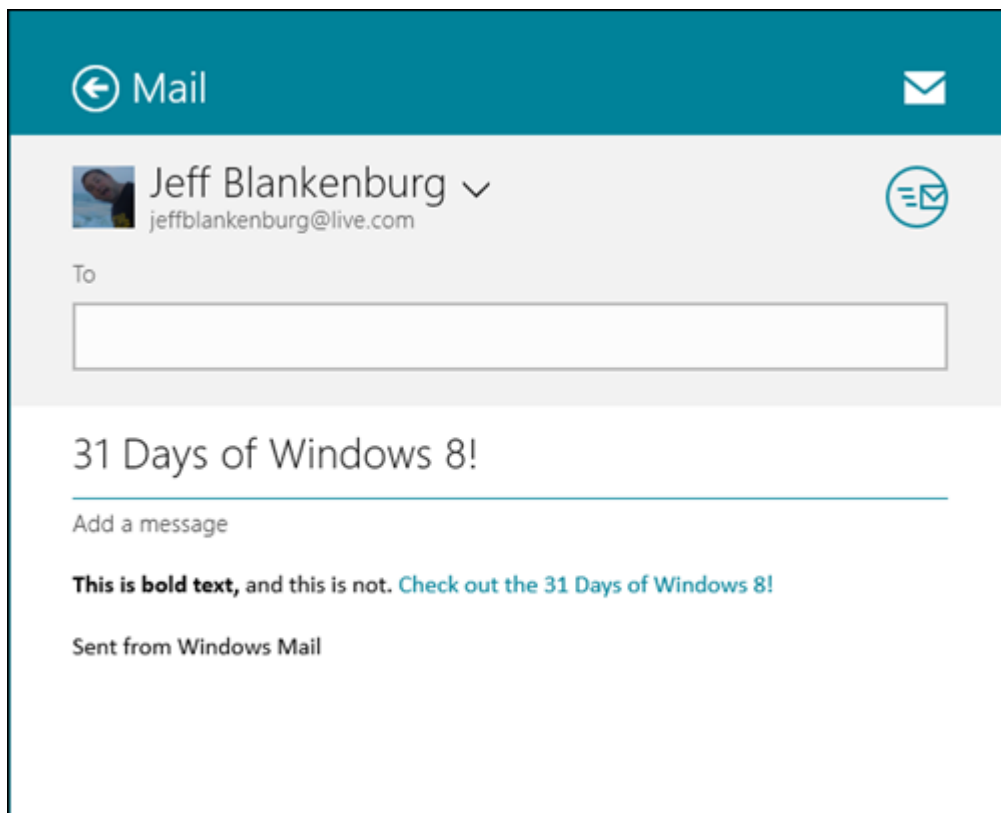 Mail
Jeff Blankenburg
jeffblankenburg@live.com
To
31 Days of Windows 8!
Add a message
This is bold text, and this is not. Check out the 31 Days of Windows 8!
Sent from Windows Mail